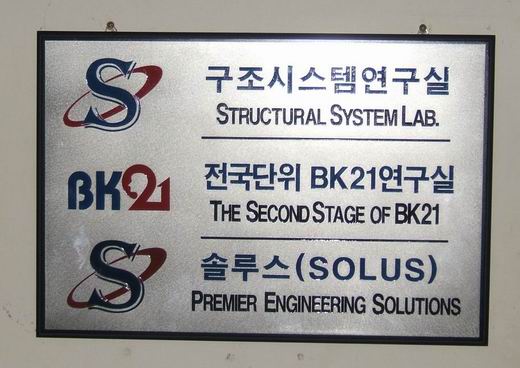 S
구조시스템연구실
STRUCTURAL SYSTEM LAB.
BK21
전국단위 BK21연구실
THE SECOND STAGE OF BK21
S
솔루스(SOLUS)
PREMIER ENGINEERING SOLUTIONS